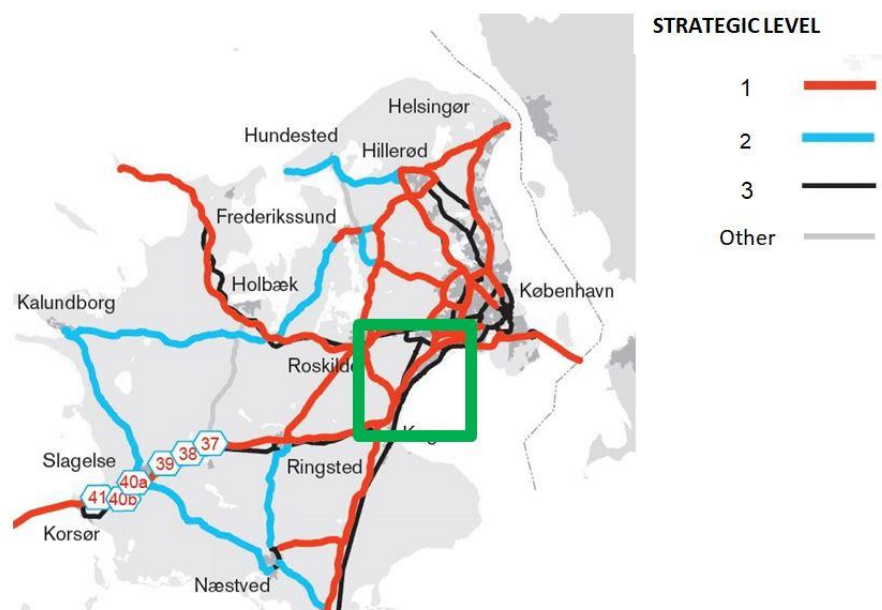 STRATEGIC LEVEL
1
2
3
Other
Helsingør
Hundested
Hillerød
Frederikssund
København
Holbæk
Kalundborg
Roskilde
37
38
39
Slagelse
40a
Ringsted
41
40b
Korsør
Næstved